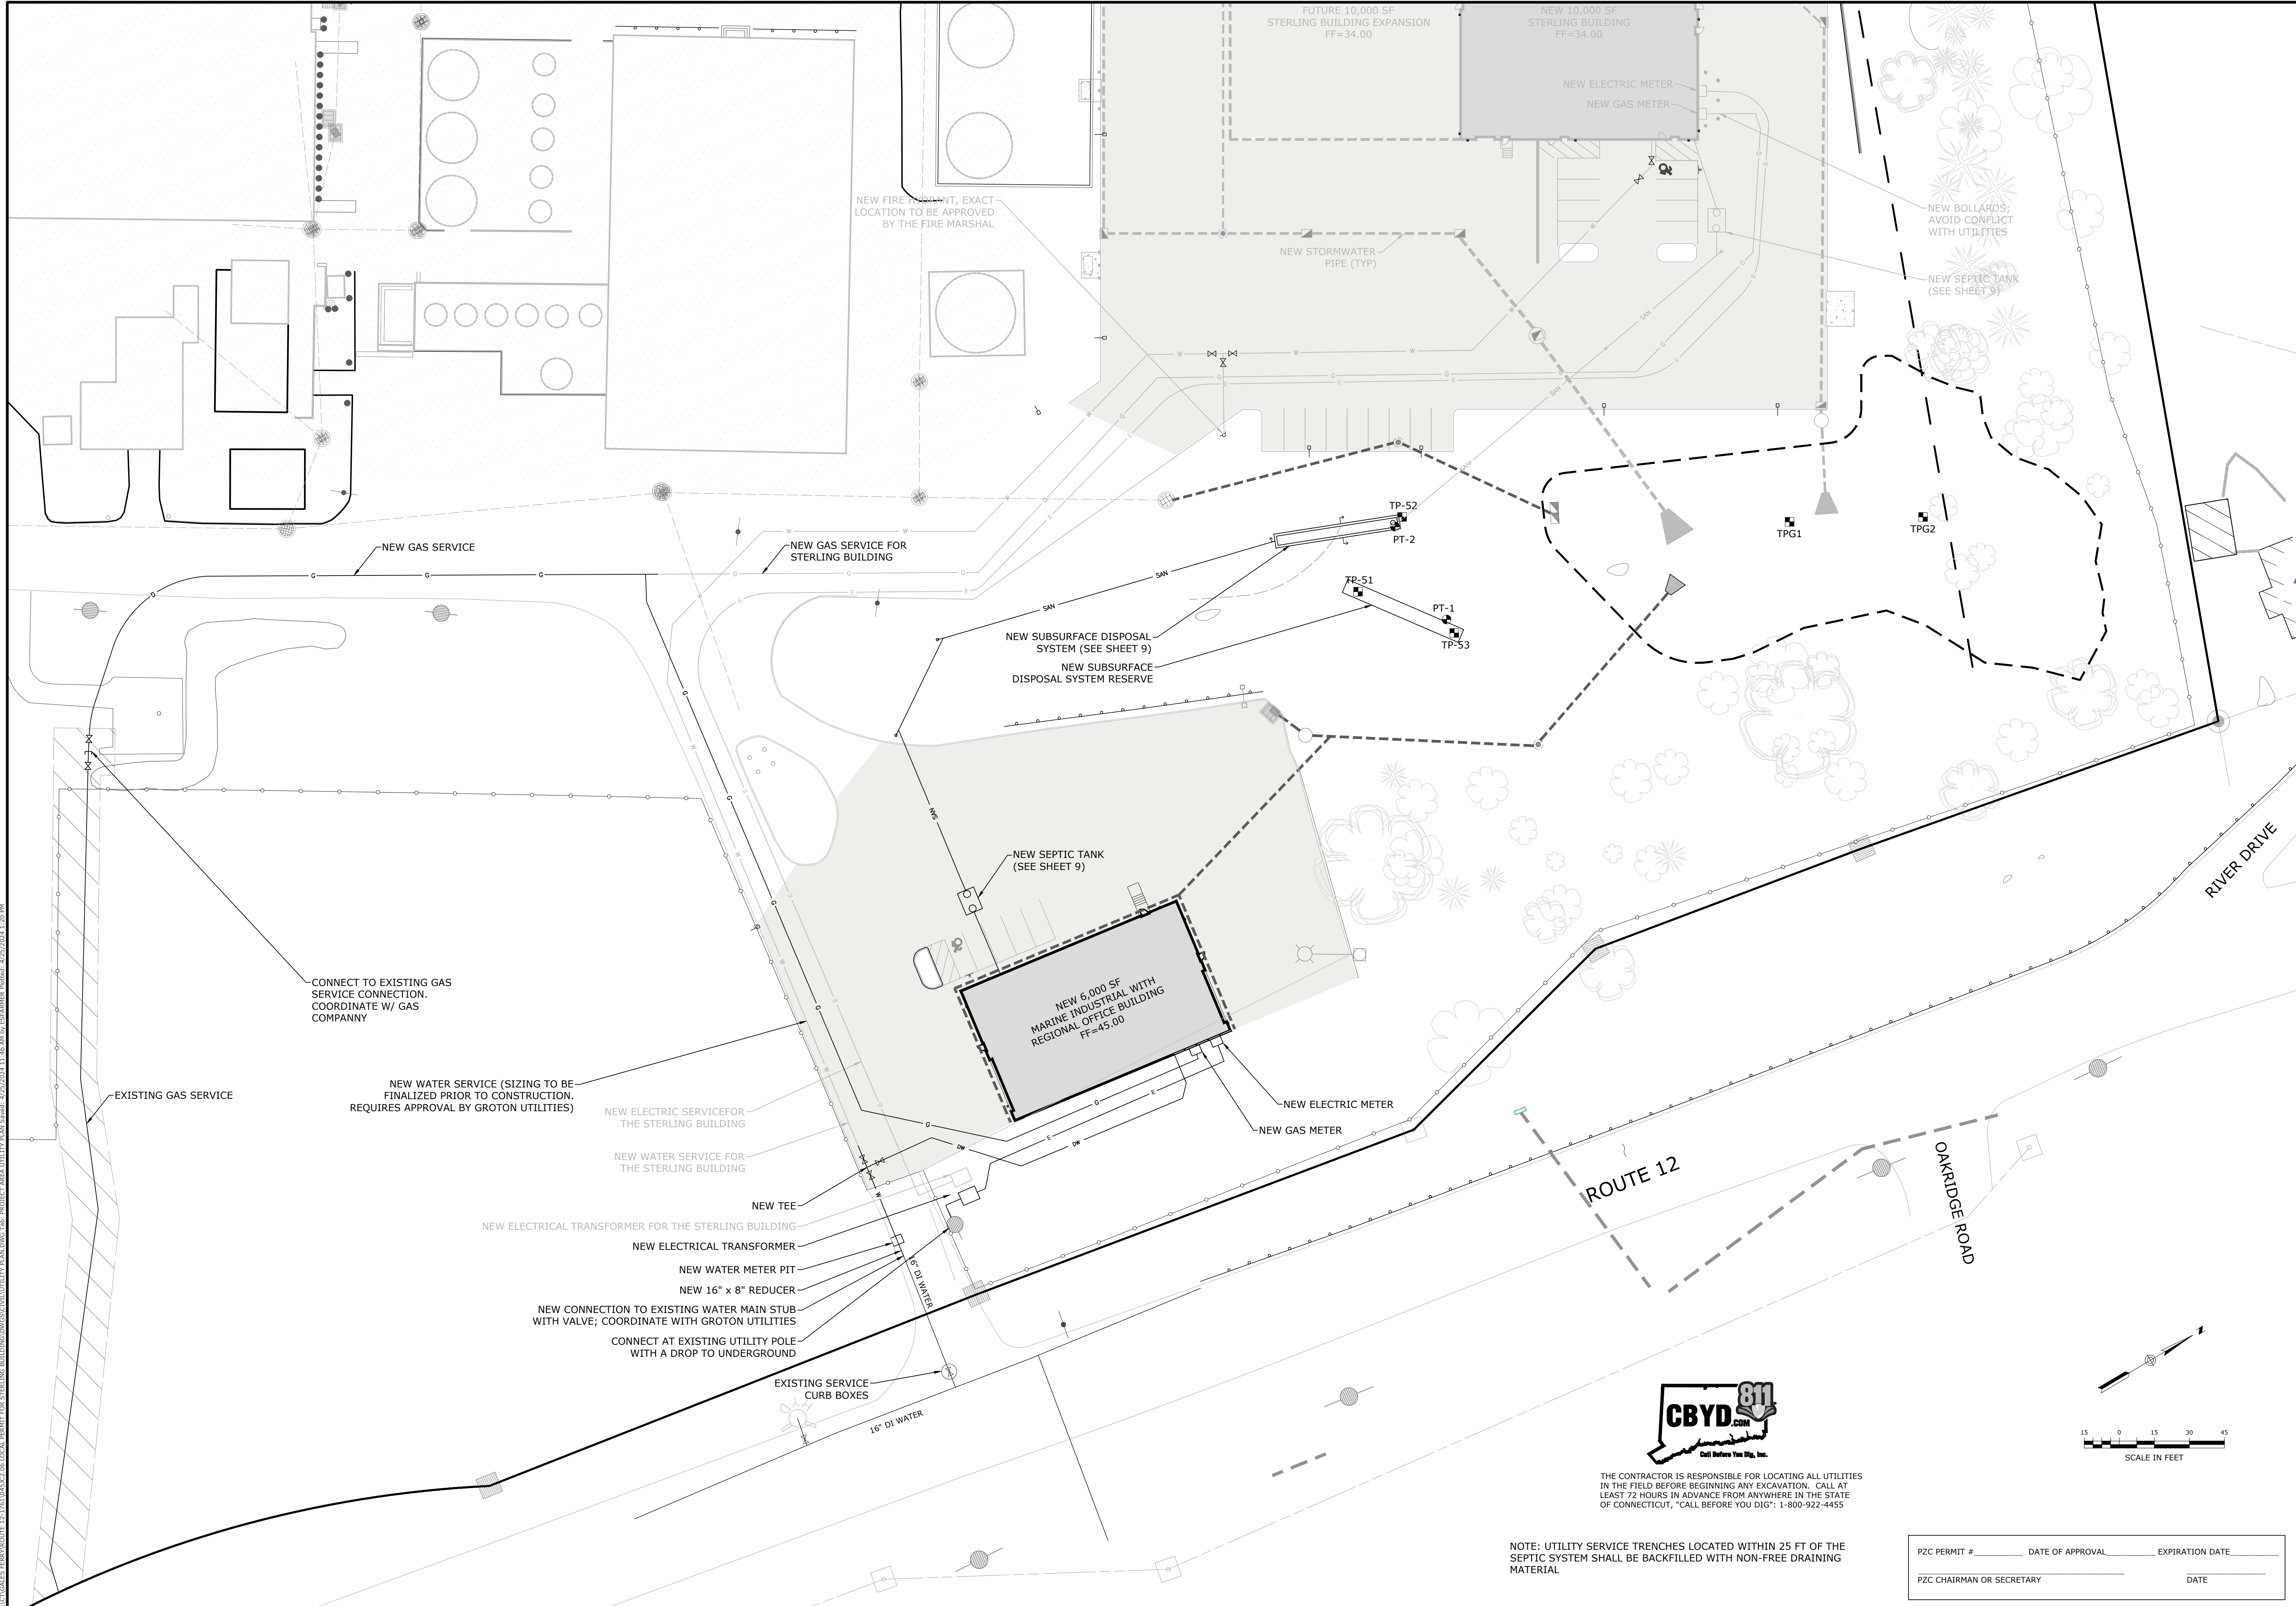 FUTURE 10,000 SF
STERLING BUILDING EXPANSION
FF=34.00
NEW 10,000 SF
STERLING BUILDING
FF=34.00
NEW ELECTRIC METER
NEW GAS METER
NEW FIRE HYDRANT, EXACT
LOCATION TO BE APPROVED
BY THE FIRE MARSHAL
NEW STORMWATER
PIPE (TYP)
NEW BOLLARDS;
AVOID CONFLICT
WITH UTILITIES
NEW SEPTIC TANK
(SEE SHEET 9)
NEW GAS SERVICE
NEW GAS SERVICE FOR
STERLING BUILDING
TP-52
PT-2
TPG1
TPG2
TP-51
PT-1
TP-53
NEW SUBSURFACE DISPOSAL
SYSTEM (SEE SHEET 9)
NEW SUBSURFACE
DISPOSAL SYSTEM RESERVE
NEW SEPTIC TANK
(SEE SHEET 9)
NEW 6,000 SF
MARINE INDUSTRIAL WITH
REGIONAL OFFICE BUILDING
FF=45.00
CONNECT TO EXISTING GAS
SERVICE CONNECTION.
COORDINATE W/ GAS
COMPANNY
EXISTING GAS SERVICE
NEW WATER SERVICE (SIZING TO BE
FINALIZED PRIOR TO CONSTRUCTION.
REQUIRES APPROVAL BY GROTON UTILITIES)
NEW ELECTRIC SERVICEFOR
THE STERLING BUILDING
NEW WATER SERVICE FOR
THE STERLING BUILDING
NEW TEE
NEW ELECTRICAL TRANSFORMER FOR THE STERLING BUILDING
NEW ELECTRICAL TRANSFORMER
NEW WATER METER PIT
NEW 16" x 8" REDUCER
NEW CONNECTION TO EXISTING WATER MAIN STUB
WITH VALVE; COORDINATE WITH GROTON UTILITIES
CONNECT AT EXISTING UTILITY POLE
WITH A DROP TO UNDERGROUND
EXISTING SERVICE
CURB BOXES
16" DI WATER
16" DI WATER
NEW ELECTRIC METER
NEW GAS METER
RIVER DRIVE
ROUTE 12
OAKRIDGE ROAD
811
CBYD.COM
Call Before You Dig, Inc.
15 0 15 30 45
SCALE IN FEET
THE CONTRACTOR IS RESPONSIBLE FOR LOCATING ALL UTILITIES
IN THE FIELD BEFORE BEGINNING ANY EXCAVATION. CALL AT
LEAST 72 HOURS IN ADVANCE FROM ANYWHERE IN THE STATE
OF CONNECTICUT, "CALL BEFORE YOU DIG": 1-800-922-4455
NOTE: UTILITY SERVICE TRENCHES LOCATED WITHIN 25 FT OF THE
SEPTIC SYSTEM SHALL BE BACKFILLED WITH NON-FREE DRAINING
MATERIAL
PZC PERMIT #__________ DATE OF APPROVAL__________ EXPIRATION DATE__________
PZC CHAIRMAN OR SECRETARY DATE